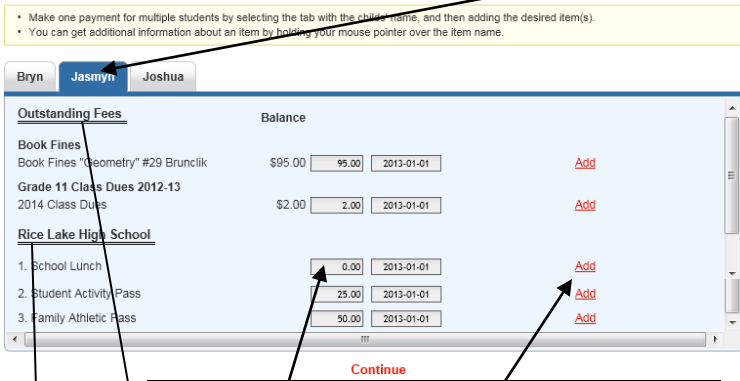 • Make one payment for multiple students by selecting the tab with the childs' name, and then adding the desired item(s).
• You can get additional information about an item by holding your mouse pointer over the item name.
Bryn Jasmyn Joshua
Outstanding Fees Balance
Book Fines
Book Fines "Geometry" #29 Brunclik $95.00 95.00 2013-01-01 Add
Grade 11 Class Dues 2012-13
2014 Class Dues $2.00 2.00 2013-01-01 Add
Rice Lake High School
1. School Lunch 0.00 2013-01-01 Add
2. Student Activity Pass 25.00 2013-01-01 Add
3. Family Athletic Pass 50.00 2013-01-01 Add
Continue